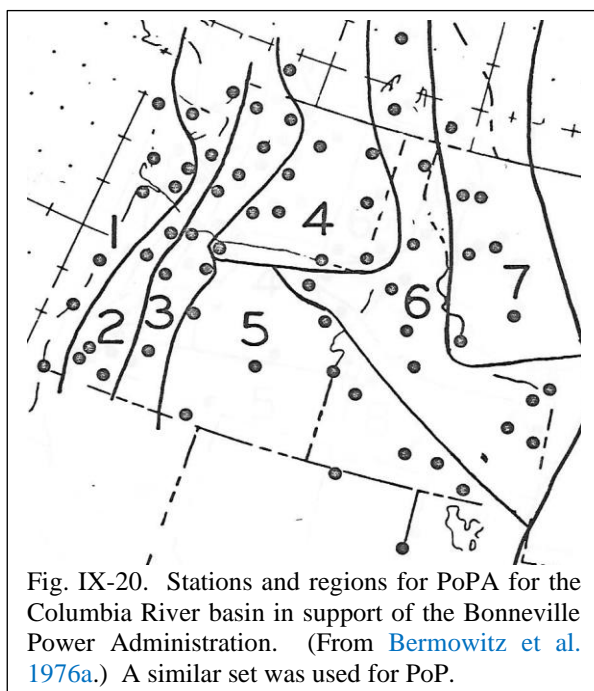 1
2
3
4
5
6
7
Fig. IX-20. Stations and regions for PoPA for the
Columbia River basin in support of the Bonneville
Power Administration. (From Bermowitz et al.
1976a.) A similar set was used for PoP.